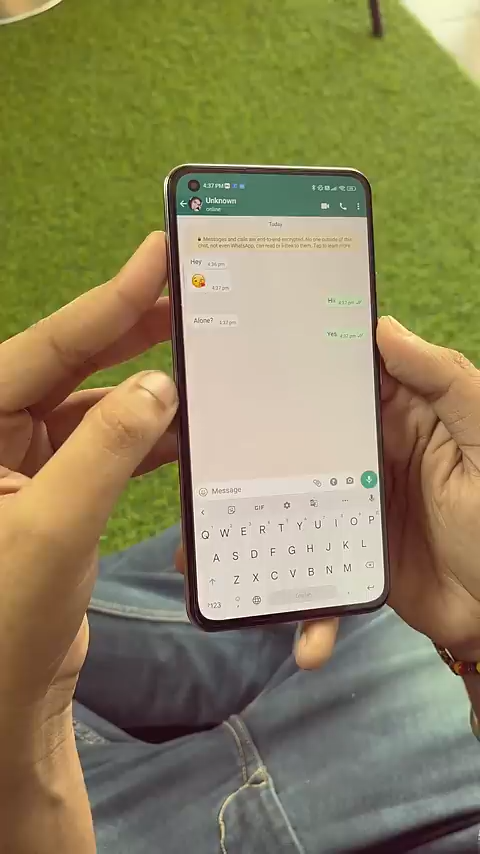 4:37 PM
Unknown
online
Today
Messages and calls are end-to-end encrypted. No one outside of this
chat, not even WhatsApp, can read or listen to them. Tap to learn more.
Hey 4:36 pm
4:37 pm
Hii 4:37 pm
Alone? 4:37 pm
Yes 4:37 pm
Message
GIF
Q W E R T Y U I O P
A S D F G H J K L
Z X C V B N M
?123